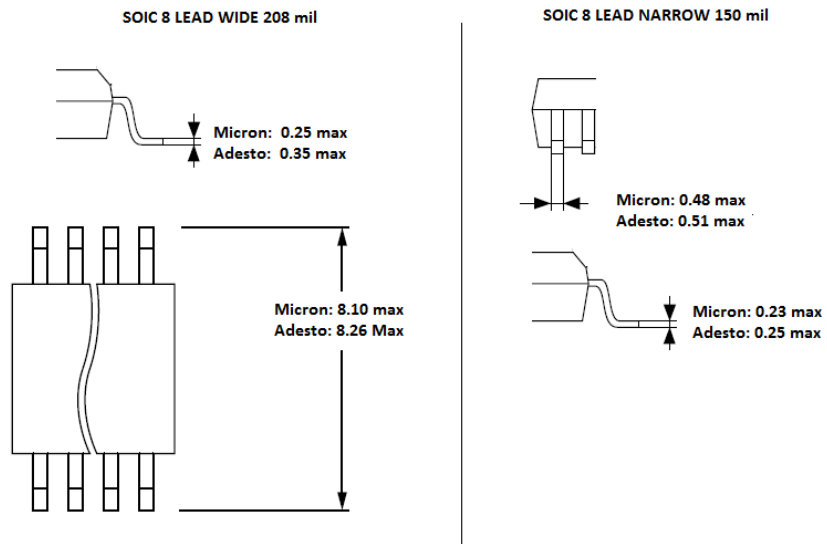 SOIC 8 LEAD WIDE 208 mil
Micron: 0.25 max
Adesto: 0.35 max
Micron: 8.10 max
Adesto: 8.26 Max
SOIC 8 LEAD NARROW 150 mil
Micron: 0.48 max
Adesto: 0.51 max
Micron: 0.23 max
Adesto: 0.25 max